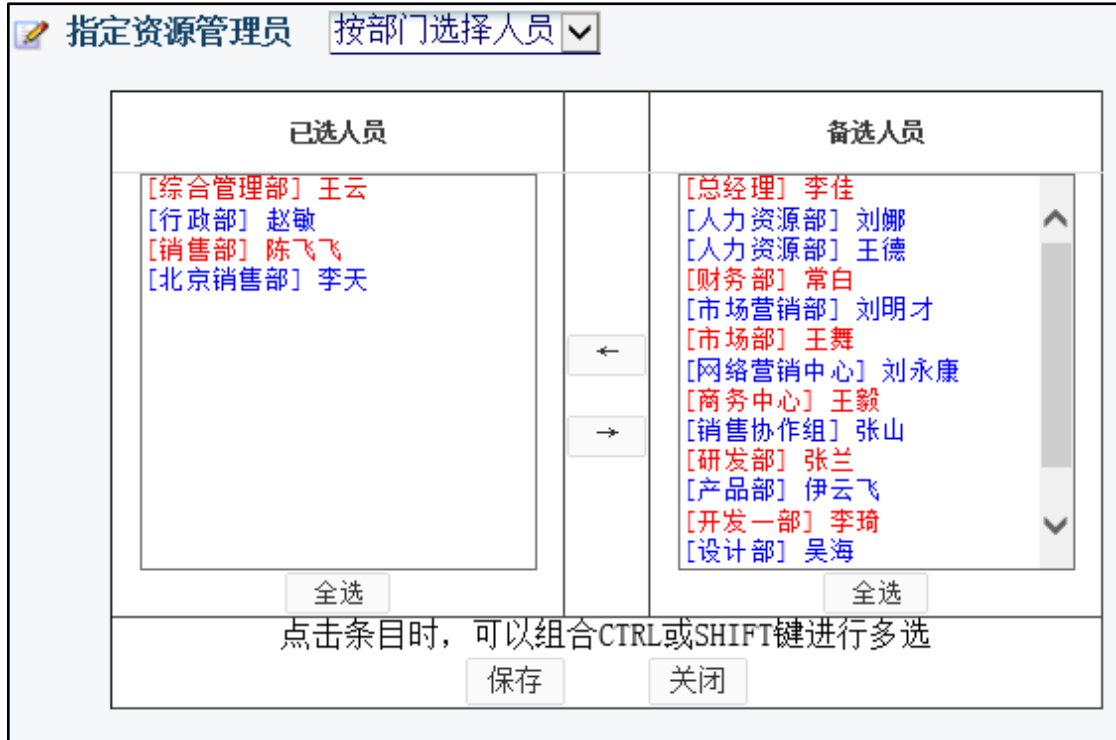 指定资源管理员 按部门选择人员
已选人员
备选人员
[综合管理部] 王云
[行政部] 赵敏
[销售部] 陈飞飞
[北京销售部] 李天
[总经理] 李佳
[人力资源部] 刘娜
[人力资源部] 王德
[财务部] 常白
[市场营销部] 刘明才
[市场部] 王舞
[网络营销中心] 刘永康
[商务中心] 王毅
[销售协作组] 张山
[研发部] 张兰
[产品部] 伊云飞
[开发一部] 李琦
[设计部] 吴海
←
→
全选
全选
点击条目时，可以组合CTRL或SHIFT键进行多选
保存 关闭